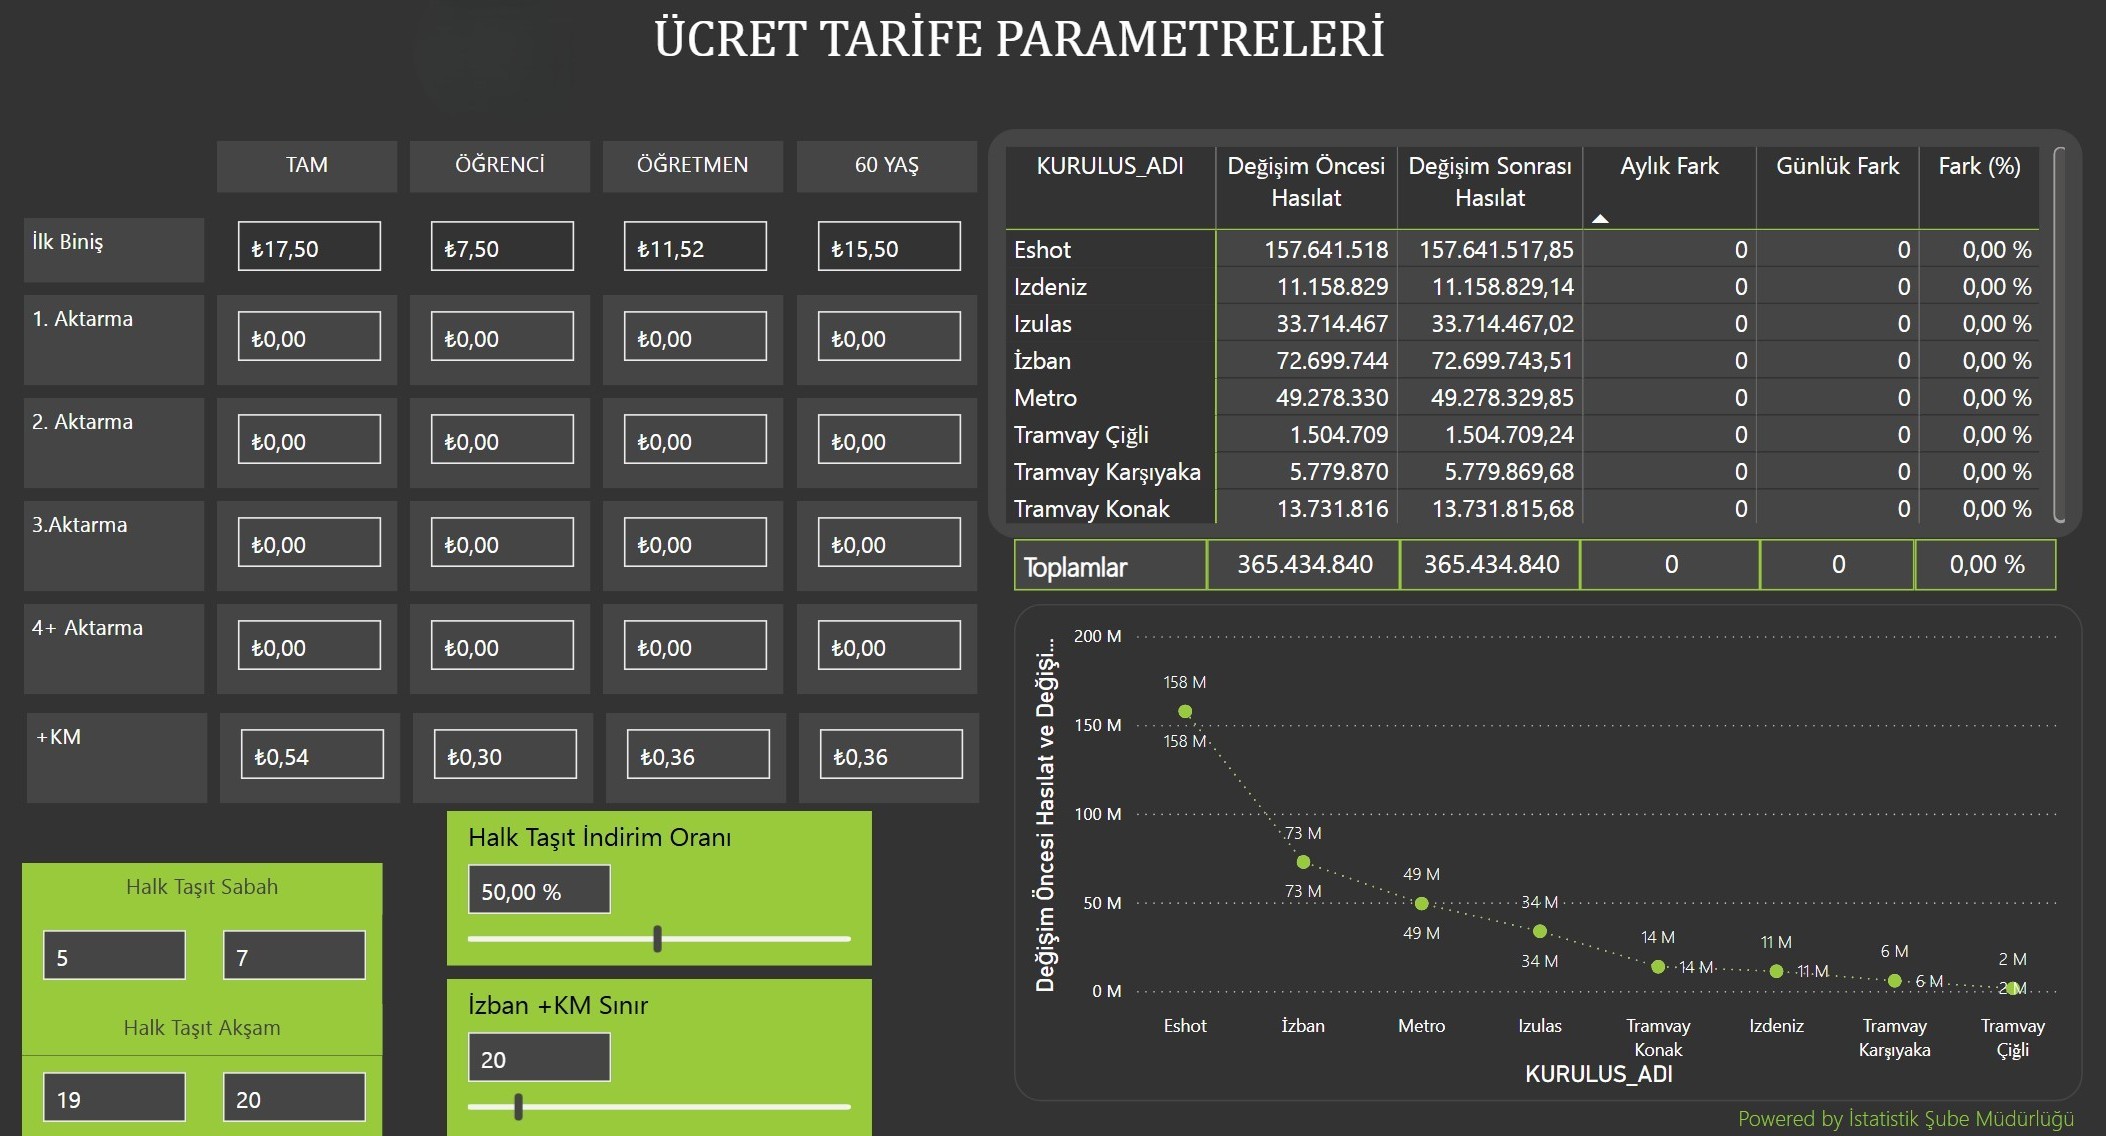 ÜCRET TARİFE PARAMETRELERİ
TAM ÖĞRENCİ ÖĞRETMEN 60 YAŞ
İlk Biniş ₺17,50 ₺7,50 ₺11,52 ₺15,50
1. Aktarma ₺0,00 ₺0,00 ₺0,00 ₺0,00
2. Aktarma ₺0,00 ₺0,00 ₺0,00 ₺0,00
3.Aktarma ₺0,00 ₺0,00 ₺0,00 ₺0,00
4+ Aktarma ₺0,00 ₺0,00 ₺0,00 ₺0,00
+KM ₺0,54 ₺0,30 ₺0,36 ₺0,36
Halk Taşıt Sabah
5 7
Halk Taşıt Akşam
19 20
Halk Taşıt İndirim Oranı
50,00 %
İzban +KM Sınır
20
KURULUS_ADI Değişim Öncesi Değişim Sonrası Aylık Fark Günlük Fark Fark (%)
Hasılat Hasılat
Eshot 157.641.518 157.641.517,85 0 0 0,00 %
Izdeniz 11.158.829 11.158.829,14 0 0 0,00 %
Izulas 33.714.467 33.714.467,02 0 0 0,00 %
İzban 72.699.744 72.699.743,51 0 0 0,00 %
Metro 49.278.330 49.278.329,85 0 0 0,00 %
Tramvay Çiğli 1.504.709 1.504.709,24 0 0 0,00 %
Tramvay Karşıyaka 5.779.870 5.779.869,68 0 0 0,00 %
Tramvay Konak 13.731.816 13.731.815,68 0 0 0,00 %
Toplamlar 365.434.840 365.434.840 0 0 0,00 %
Değişim Öncesi Hasılat ve Değişi...
200 M
150 M
100 M
50 M
0 M
158 M
158 M
73 M
73 M
49 M
49 M
34 M
34 M
14 M
14 M
11 M
11 M
6 M
6 M
2 M
2 M
Eshot İzban Metro Izulas Tramvay Izdeniz Tramvay Tramvay
Konak Karşıyaka Çiğli
KURULUS_ADI
Powered by İstatistik Şube Müdürlüğü